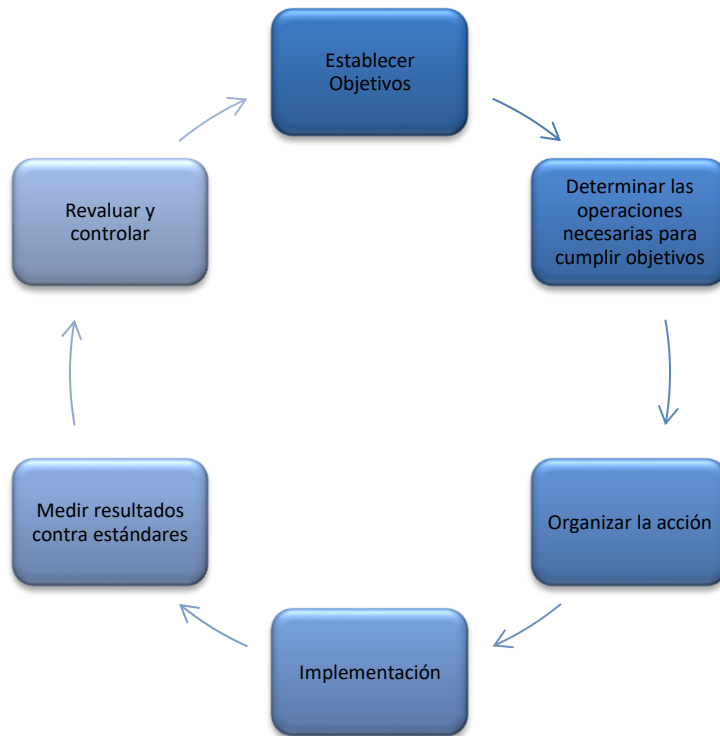 Establecer
Objetivos
Determinar las
operaciones
necesarias para
cumplir objetivos
Organizar la acción
Implementación
Medir resultados
contra estándares
Revaluar y
controlar